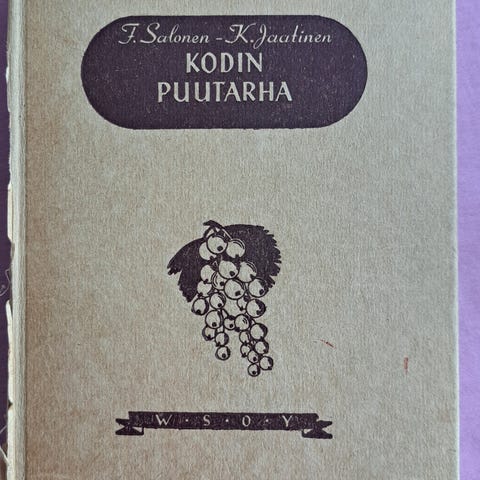 F. Salonen - K. Jaatinen
KODIN
PUUTARHA
W · S · O · Y